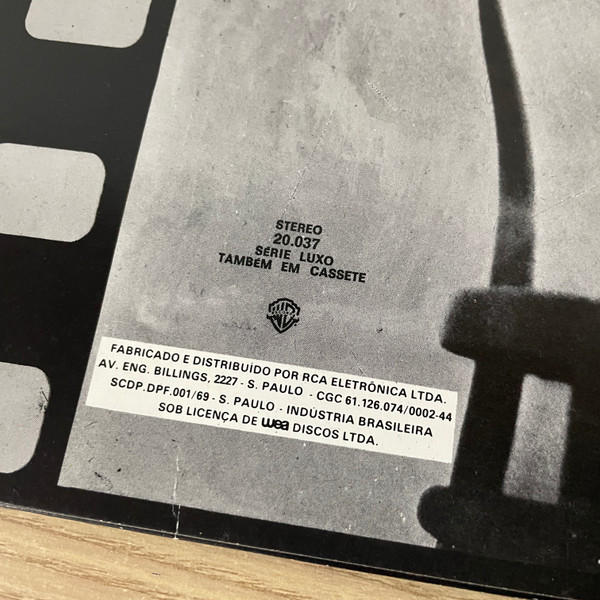 STEREO
20.037
SÉRIE LUXO
TAMBÉM EM CASSETE
FABRICADO E DISTRIBUÍDO POR RCA ELETRÔNICA LTDA.
AV. ENG. BILLINGS, 2227 - S. PAULO - CGC 61.126.074/0002-44
SCDP.DPF.001/69 - S. PAULO - INDÚSTRIA BRASILEIRA
SOB LICENÇA DE wea DISCOS LTDA.